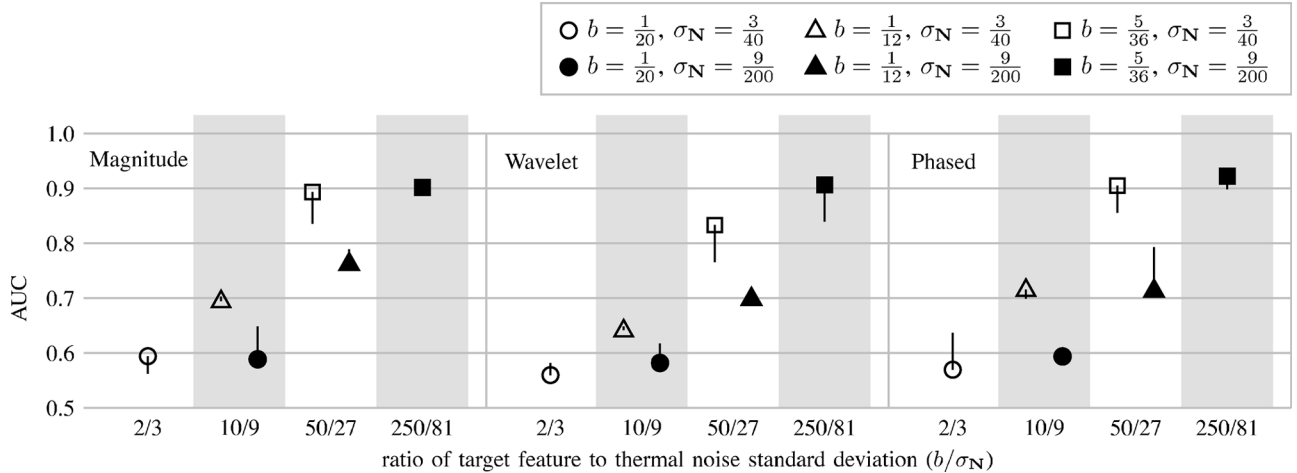 b = 1/20, σN = 3/40 b = 1/12, σN = 3/40 b = 5/36, σN = 3/40
b = 1/20, σN = 9/200 b = 1/12, σN = 9/200 b = 5/36, σN = 9/200
1.0
Magnitude Wavelet Phased
0.9
0.8
0.7
0.6
0.5
AUC
2/3 10/9 50/27 250/81 2/3 10/9 50/27 250/81 2/3 10/9 50/27 250/81
ratio of target feature to thermal noise standard deviation (b/σN)